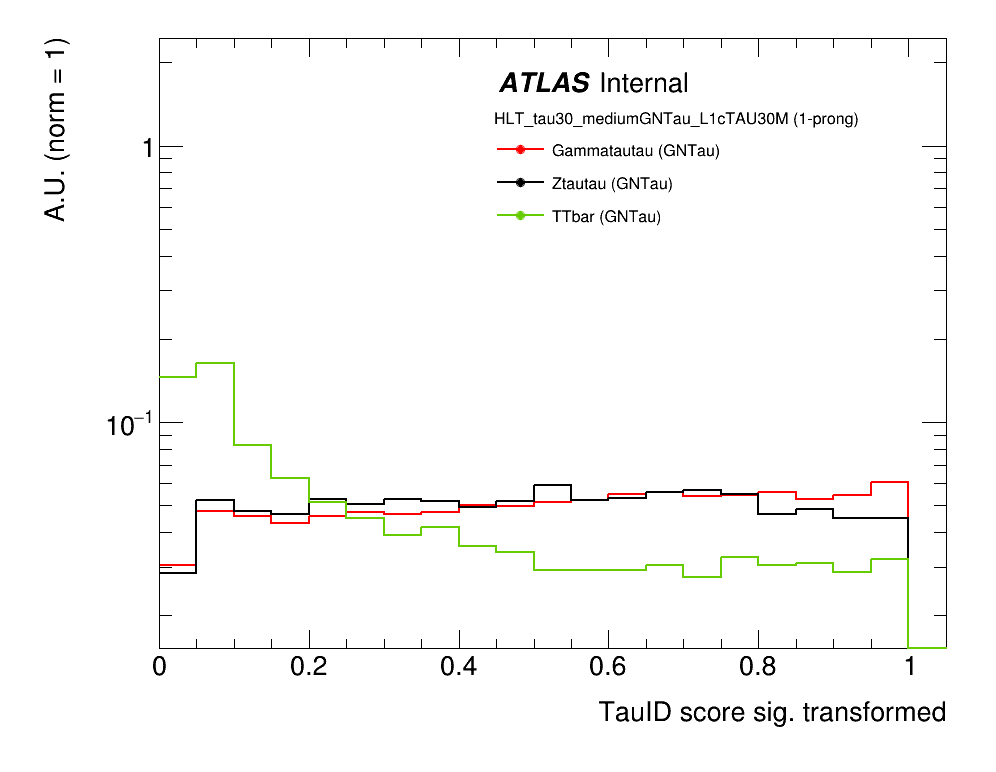 A.U. (norm = 1)
ATLAS Internal
HLT_tau30_mediumGNTau_L1cTAU30M (1-prong)
Gammatautau (GNTau)
Ztautau (GNTau)
TTbar (GNTau)
1
10⁻¹
0 0.2 0.4 0.6 0.8 1
TauID score sig. transformed